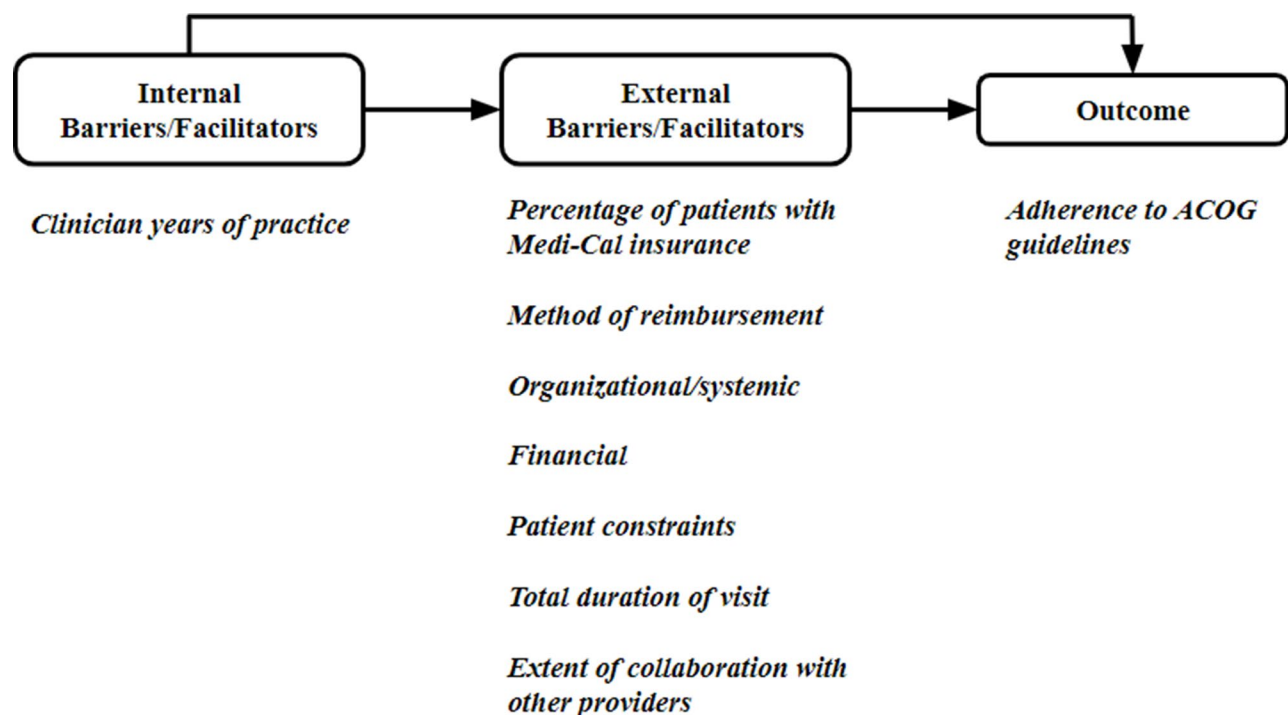 Internal
Barriers/Facilitators
External
Barriers/Facilitators
Outcome
Clinician years of practice
Percentage of patients with
Medi-Cal insurance
Method of reimbursement
Organizational/systemic
Financial
Patient constraints
Total duration of visit
Extent of collaboration with
other providers
Adherence to ACOG
guidelines